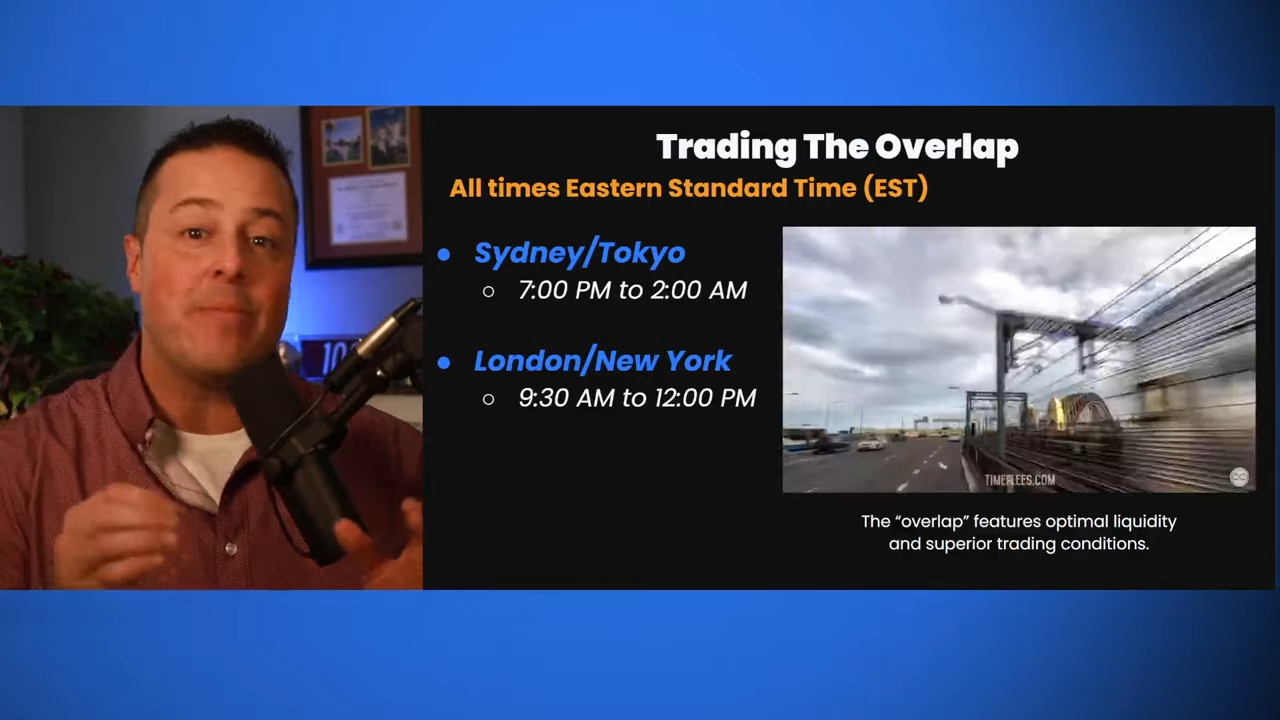 Trading The Overlap
All times Eastern Standard Time (EST)
● Sydney/Tokyo
○ 7:00 PM to 2:00 AM
● London/New York
○ 9:30 AM to 12:00 PM
TIMEFLEES.COM
cc
The “overlap” features optimal liquidity
and superior trading conditions.